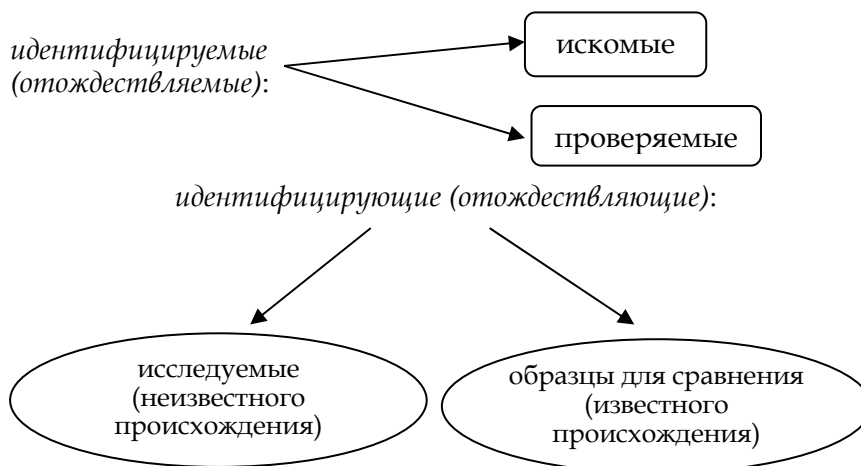 идентифицируемые
(отождествляемые):
искомые
проверяемые
идентифицирующие (отождествляющие):
исследуемые
(неизвестного
происхождения)
образцы для сравнения
(известного
происхождения)